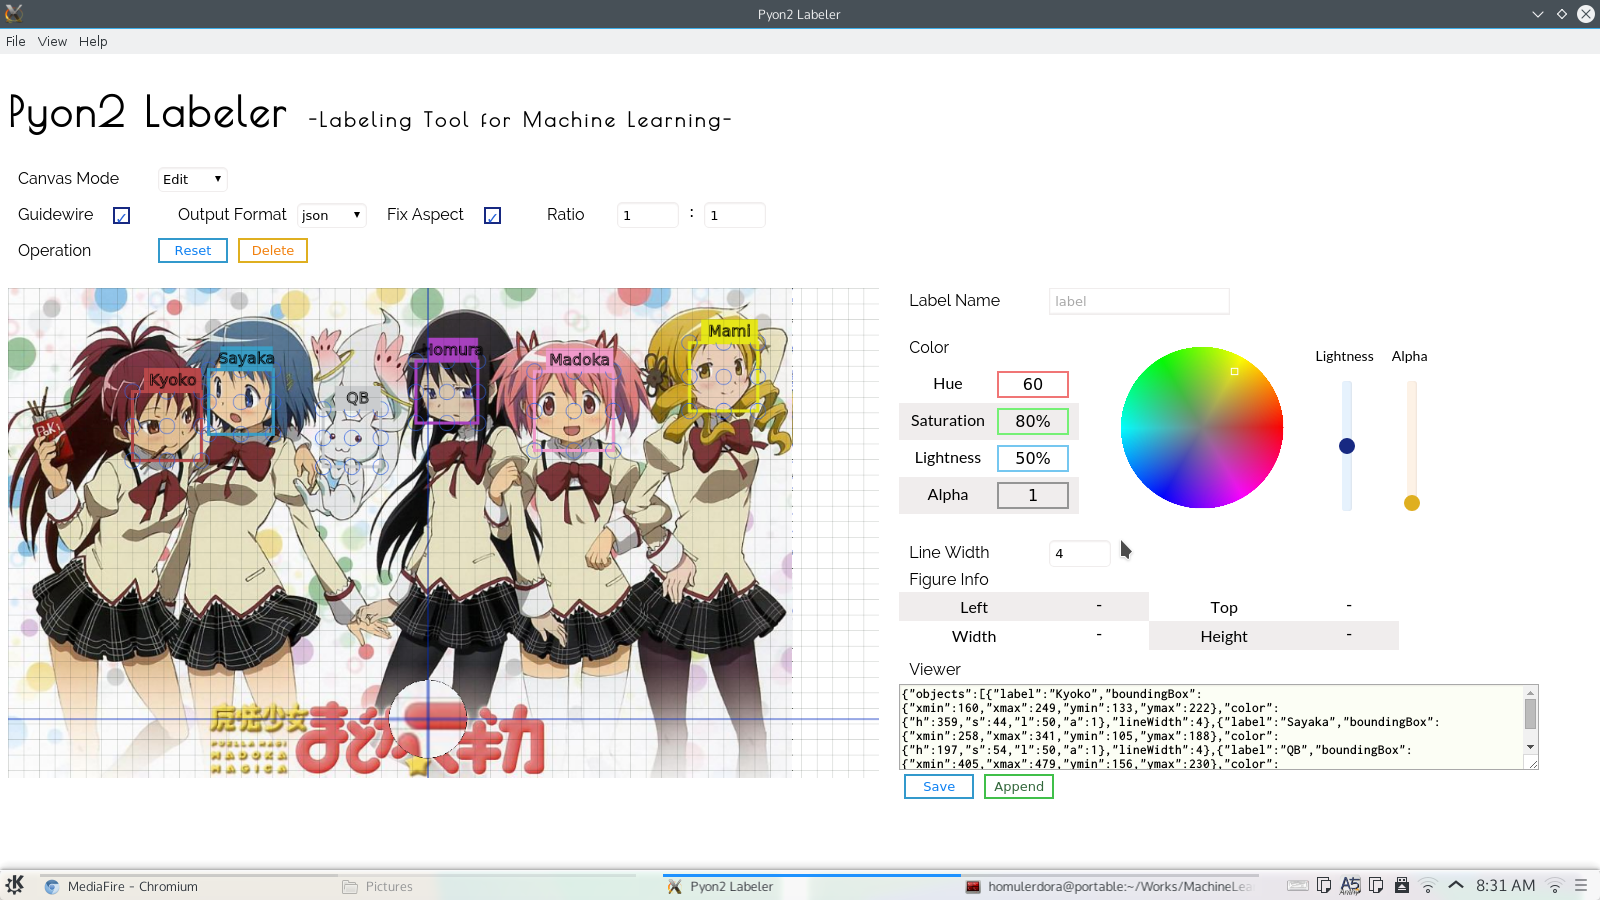 Pyon2 Labeler
File View Help
Pyon2 Labeler -Labeling Tool for Machine Learning-
Canvas Mode Edit
Guidewire Output Format json Fix Aspect Ratio 1 : 1
Operation Reset Delete
Kyoko
Sayaka
QB
Homura
Madoka
Mami
PoKi
魔法少女
まどか
マギカ
PUELLA MAGI
MADOKA
MAGICA
Label Name label
Color
Lightness Alpha
Hue 60
Saturation 80%
Lightness 50%
Alpha 1
Line Width 4
Figure Info
Left - Top -
Width - Height -
Viewer
{"objects":[{"label":"Kyoko","boundingBox":
{"xmin":160,"xmax":249,"ymin":133,"ymax":222},"color":
{"h":359,"s":44,"l":50,"a":1},"lineWidth":4},{"label":"Sayaka","boundingBox":
{"xmin":258,"xmax":341,"ymin":105,"ymax":188},"color":
{"h":197,"s":54,"l":50,"a":1},"lineWidth":4},{"label":"QB","boundingBox":
{"xmin":405,"xmax":479,"ymin":156,"ymax":230},"color":
Save Append
MediaFire - Chromium Pictures Pyon2 Labeler homulerdora@portable:~/Works/MachineLea 8:31 AM